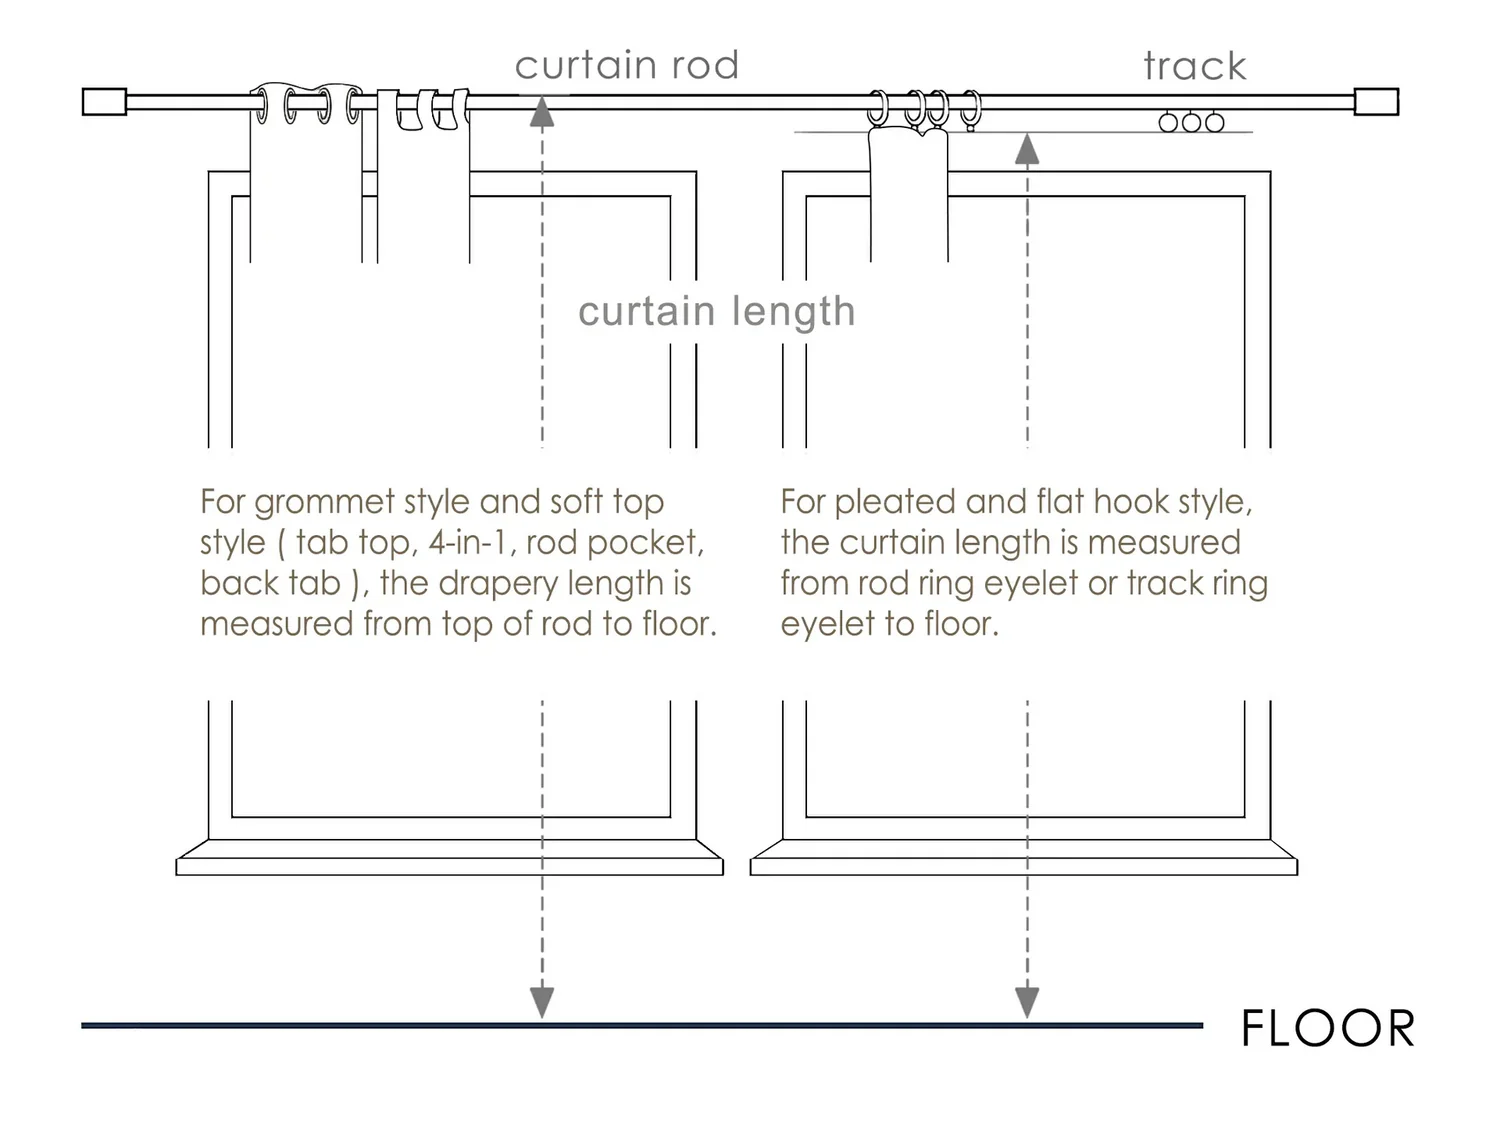 curtain rod
track
curtain length
For grommet style and soft top
style ( tab top, 4-in-1, rod pocket,
back tab ), the drapery length is
measured from top of rod to floor.
For pleated and flat hook style,
the curtain length is measured
from rod ring eyelet or track ring
eyelet to floor.
FLOOR